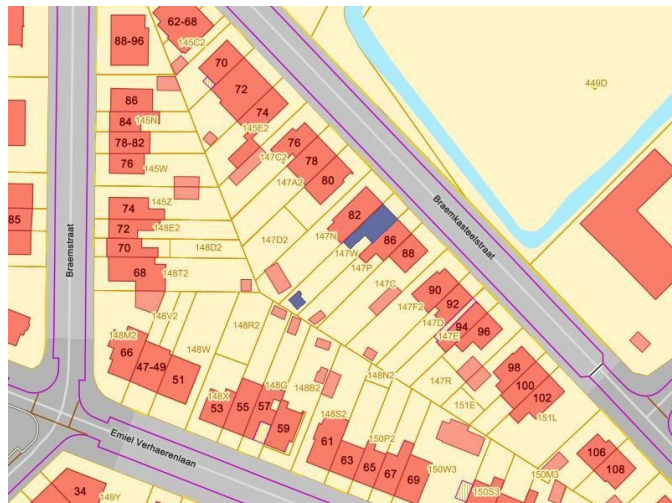 62-68
88-96
145C2
70
72
74
145E2
86
84
145N
78-82
76
145W
449D
76
78
80
147C2
147A2
Braemkasteelstraat
74
145Z
72
148E2
70
148D2
68
148T2
85
Braemstraat
82
147N
147W
86
147P
88
147D2
147C
90
92
147F2
147D
94
147E
96
148V2
148R2
148M2
66
148W
47-49
51
148N2
147R
98
100
102
151E
151L
148X
53
55
57
148G
59
148B2
148S2
61
63
65
67
69
150P2
150W3
Emiel Verhaerenlaan
106
108
150M3
150S3
34
149Y